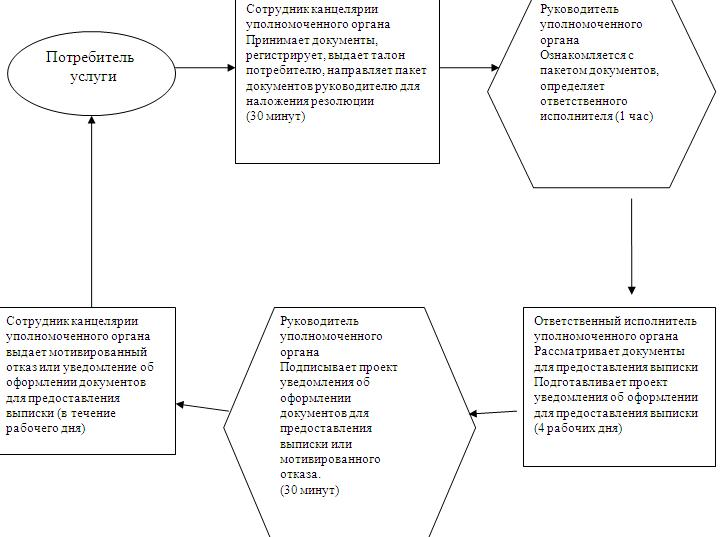 Потребитель
услуги
Сотрудник канцелярии
уполномоченного органа
Принимает документы,
регистрирует, выдает талон
потребителю, направляет пакет
документов руководителю для
наложения резолюции
(30 минут)
Руководитель
уполномоченного
органа
Ознакомляется с
пакетом документов,
определяет
ответственного
исполнителя (1 час)
Ответственный исполнитель
уполномоченного органа
Рассматривает документы
для предоставления выписки
Подготавливает проект
уведомления об оформлении
для предоставления выписки
(4 рабочих дня)
Руководитель
уполномоченного
органа
Подписывает проект
уведомления об
оформлении
документов для
предоставления
выписки или
мотивированного
отказа.
(30 минут)
Сотрудник канцелярии
уполномоченного органа
выдает мотивированный
отказ или уведомление об
оформлении документов
для предоставления
выписки (в течение
рабочего дня)